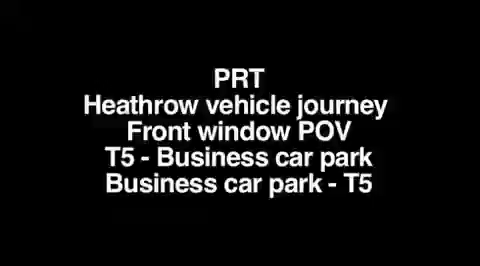 PRT
Heathrow vehicle journey
Front window POV
T5 - Business car park
Business car park - T5